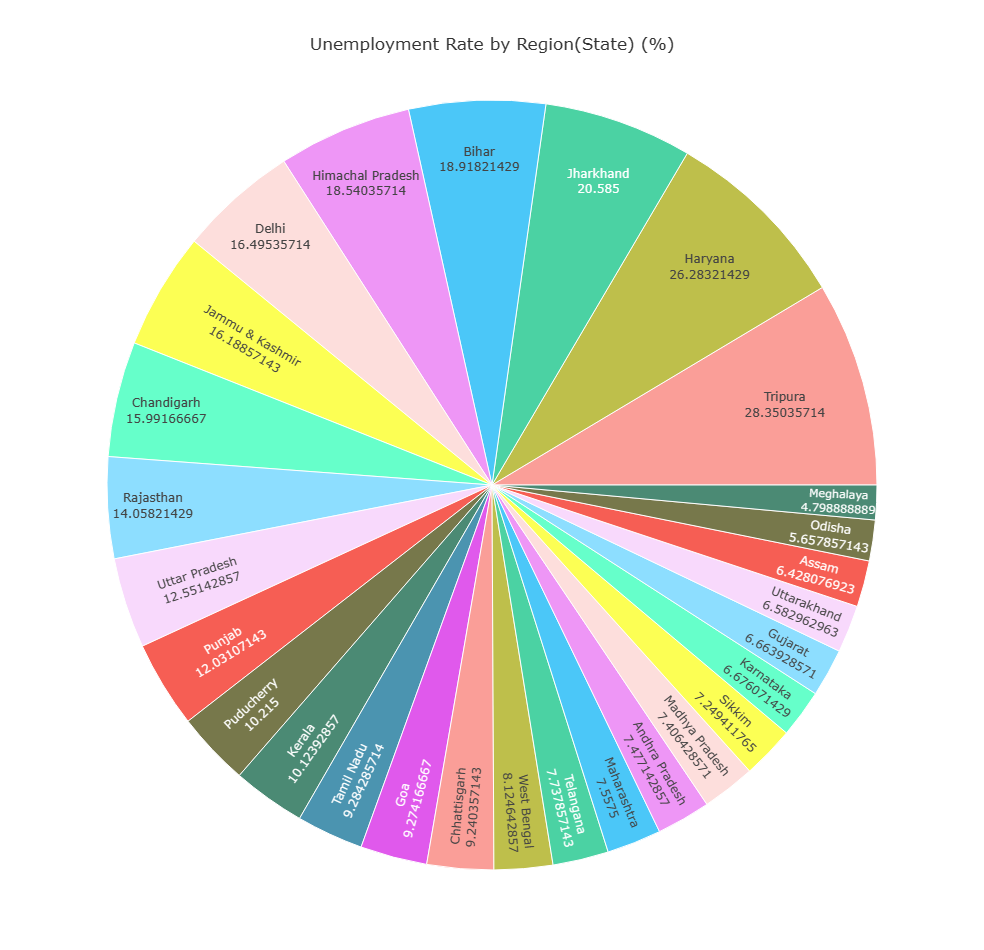 Unemployment Rate by Region(State) (%)
Tripura
28.35035714
Haryana
26.28321429
Jharkhand
20.585
Bihar
18.91821429
Himachal Pradesh
18.54035714
Delhi
16.49535714
Jammu & Kashmir
16.18857143
Chandigarh
15.99166667
Rajasthan
14.05821429
Uttar Pradesh
12.55142857
Punjab
12.03107143
Puducherry
10.215
Kerala
10.12392857
Tamil Nadu
9.284285714
Goa
9.274166667
Chhattisgarh
9.240357143
West Bengal
8.124642857
Telangana
7.737857143
Maharashtra
7.5575
Andhra Pradesh
7.477142857
Madhya Pradesh
7.406428571
Sikkim
7.249411765
Karnataka
6.676071429
Gujarat
6.663928571
Uttarakhand
6.582962963
Assam
6.428076923
Odisha
5.657857143
Meghalaya
4.798888889